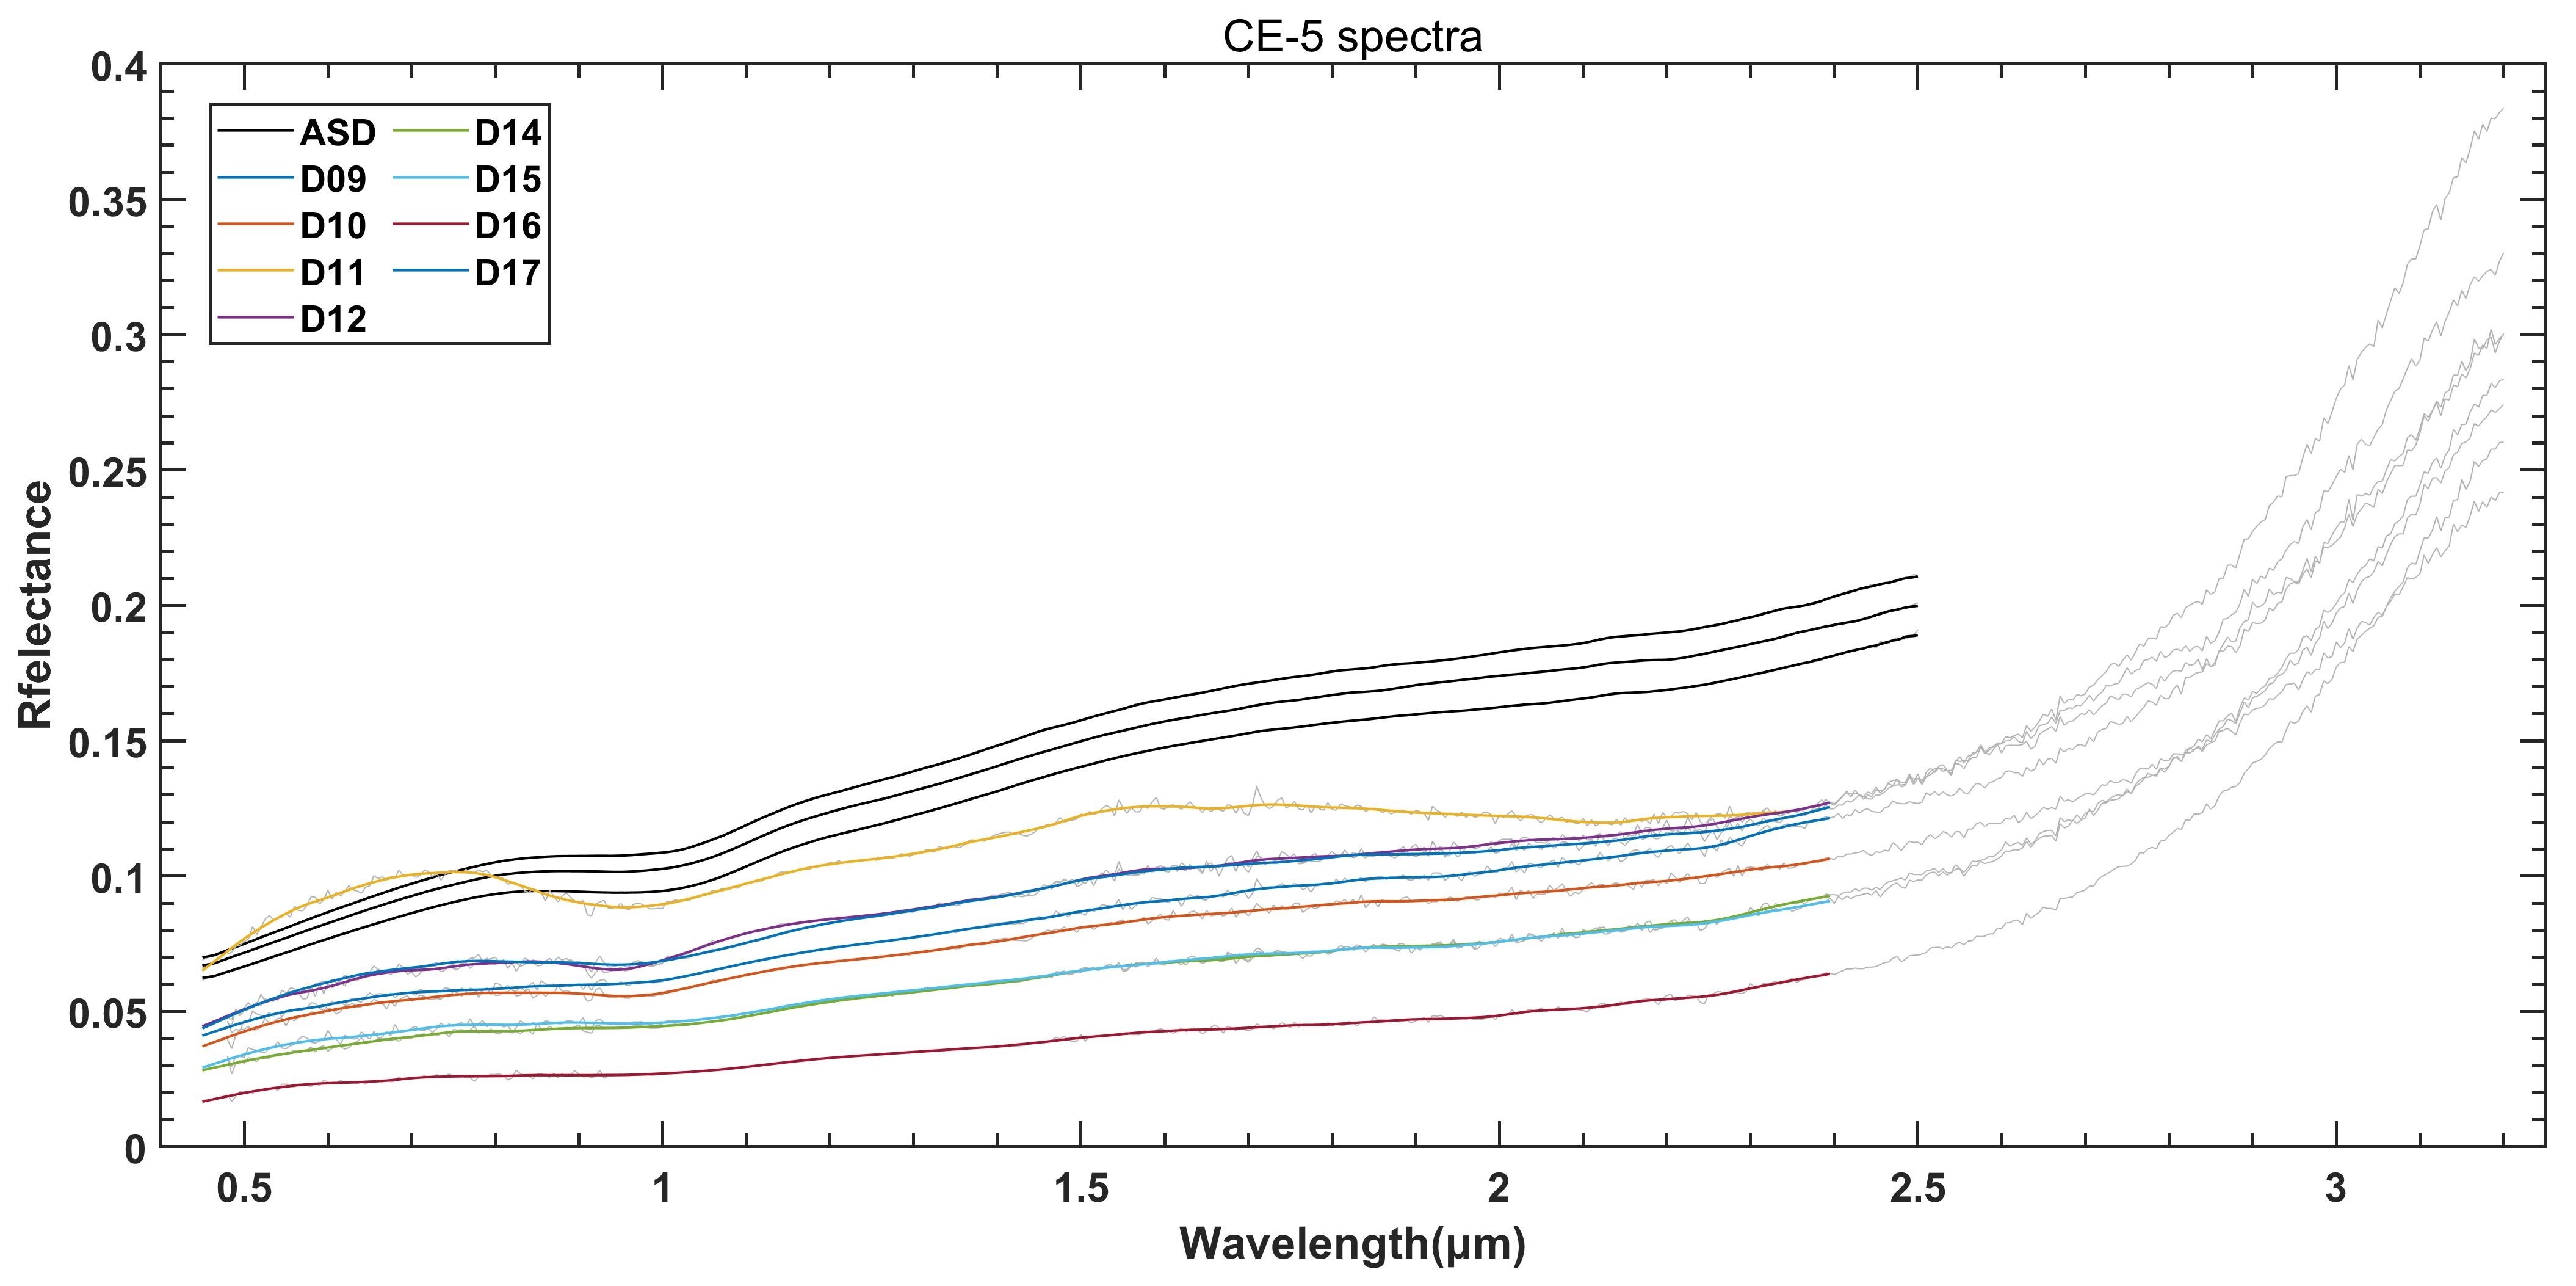 CE-5 spectra
0.4
0.35
0.3
0.25
0.2
0.15
0.1
0.05
0
Rfelectance
ASD
D09
D10
D11
D12
D14
D15
D16
D17
0.5
1
1.5
2
2.5
3
Wavelength(μm)